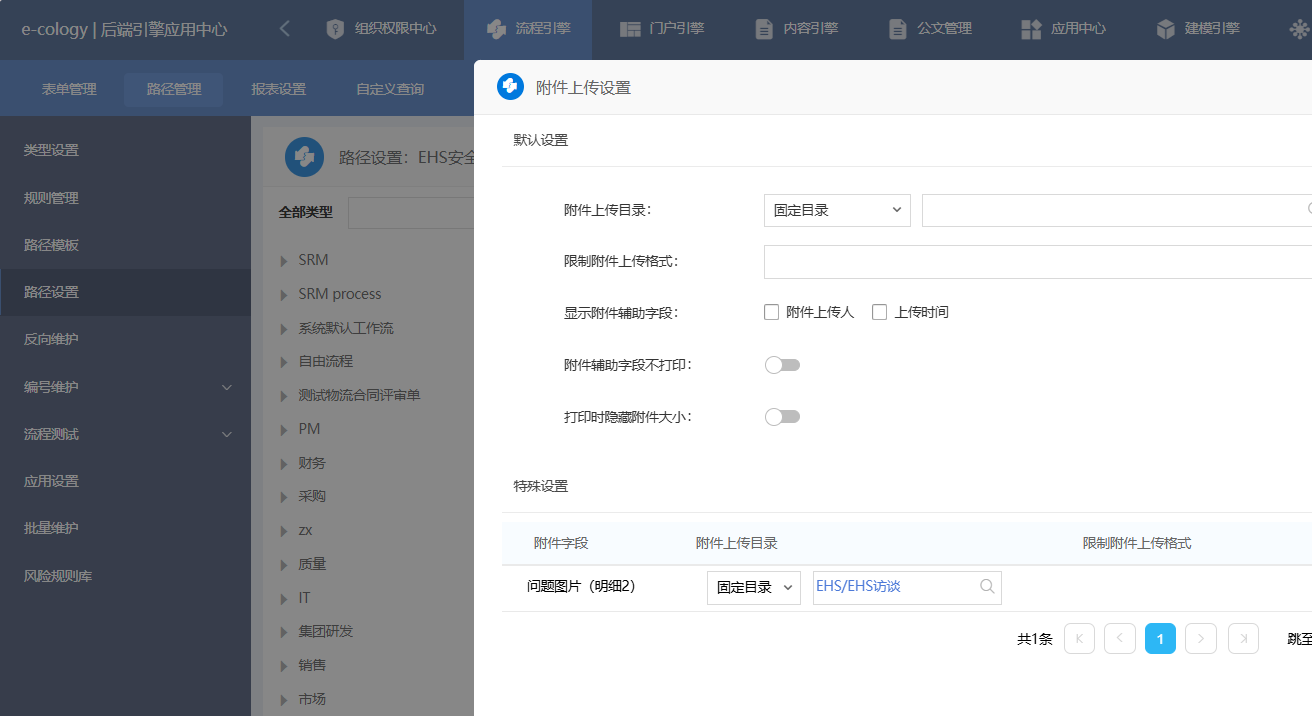 e-cology | 后端引擎应用中心 组织权限中心 流程引擎 门户引擎 内容引擎 公文管理 应用中心 建模引擎
表单管理 路径管理 报表设置 自定义查询
类型设置
规则管理
路径模板
路径设置
反向维护
编号维护
流程测试
应用设置
批量维护
风险规则库
路径设置：EHS安全
全部类型
SRM
SRM process
系统默认工作流
自由流程
测试物流合同评审单
PM
财务
采购
zx
质量
IT
集团研发
销售
市场
附件上传设置
默认设置
附件上传目录： 固定目录
限制附件上传格式：
显示附件辅助字段： 附件上传人 上传时间
附件辅助字段不打印：
打印时隐藏附件大小：
特殊设置
附件字段 附件上传目录 限制附件上传格式
问题图片（明细2） 固定目录 EHS/EHS访谈
共1条 1 跳至